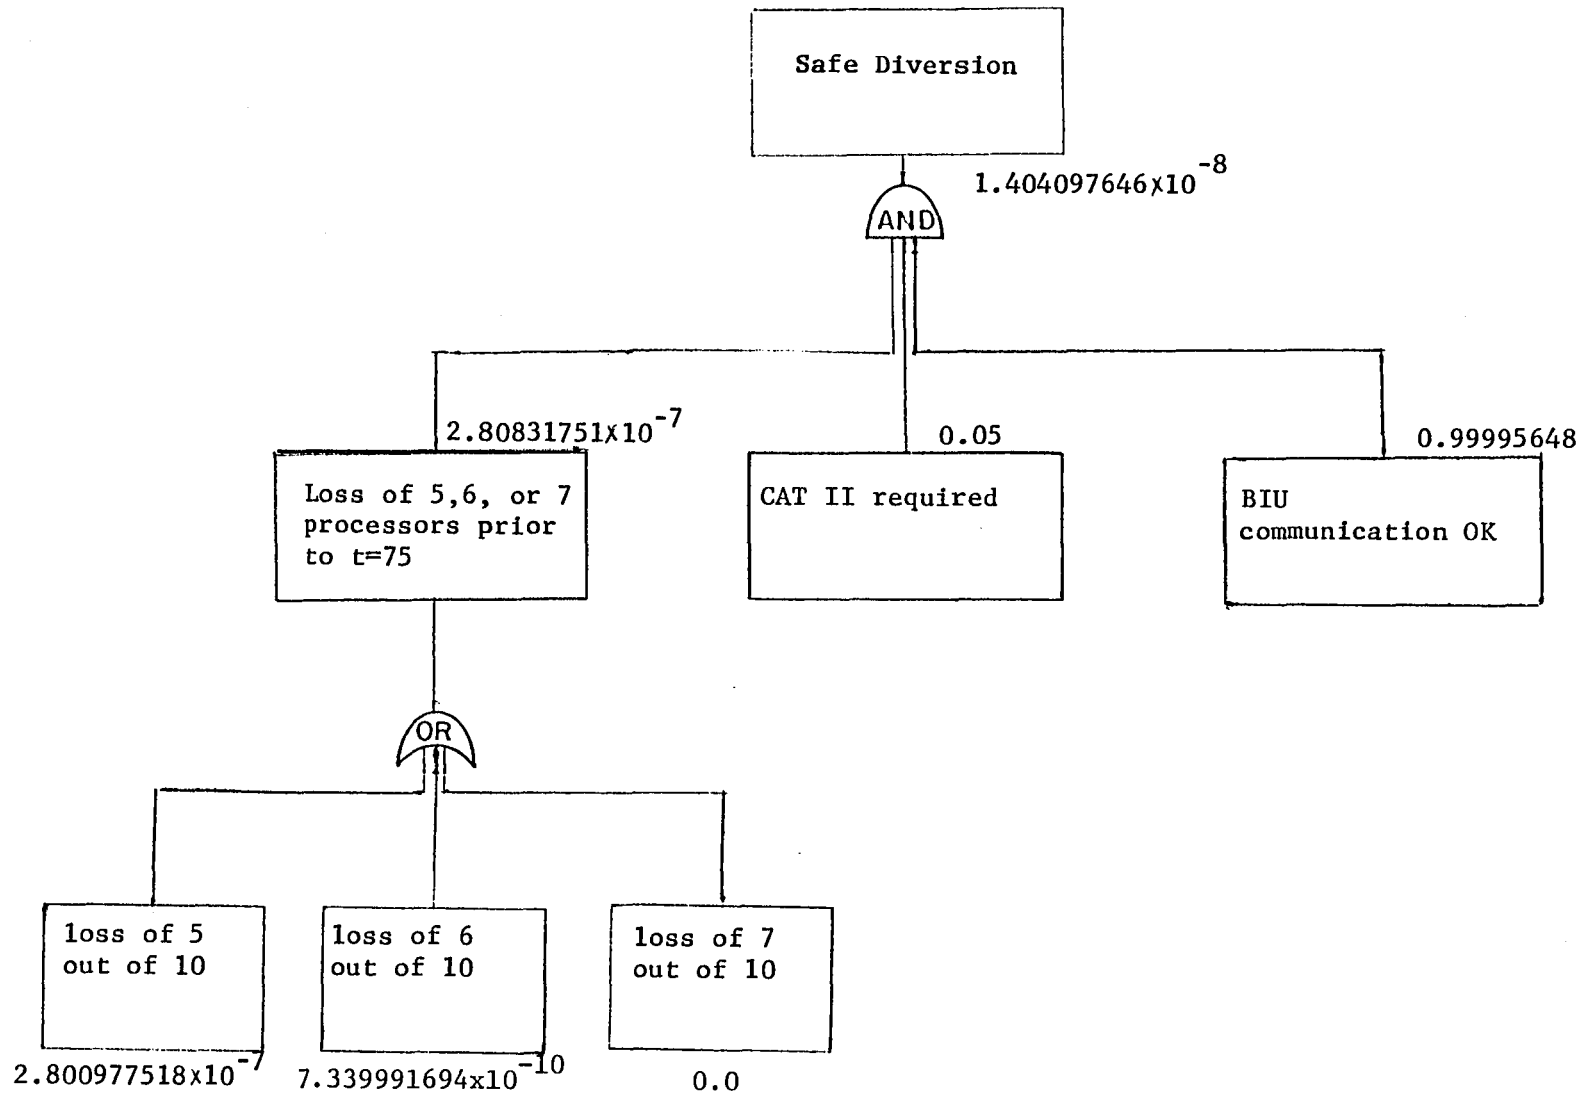 Safe Diversion
1.404097646x10^-8
AND
2.80831751x10^-7
0.05
0.99995648
Loss of 5,6, or 7
processors prior
to t=75
CAT II required
BIU
communication OK
OR
loss of 5
out of 10
loss of 6
out of 10
loss of 7
out of 10
2.800977518x10^-7
7.339991694x10^-10
0.0